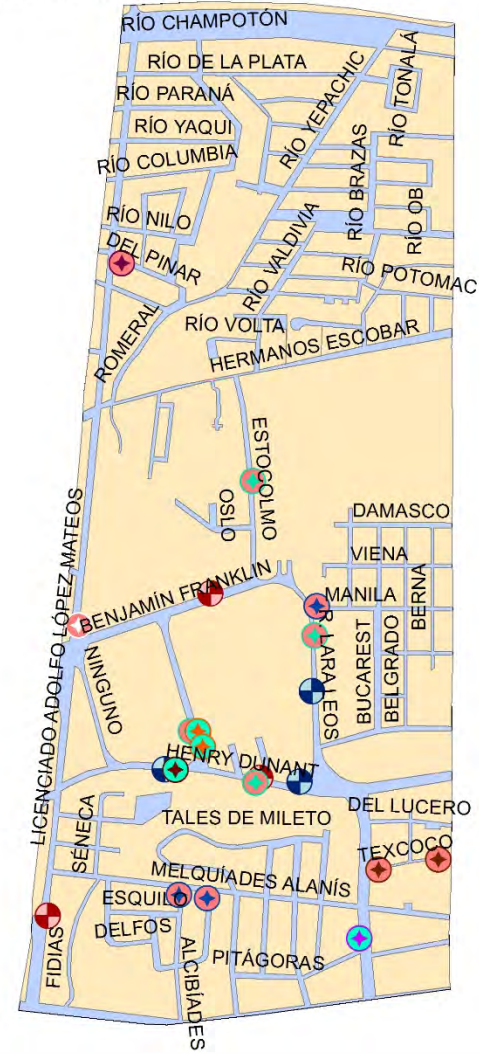 RÍO CHAMPOTÓN
RÍO DE LA PLATA
RÍO TONALÁ
RÍO YEPACHIC
RÍO PARANÁ
RÍO YAQUI
RÍO COLUMBIA
RÍO BRAZAS
RÍO NILO
RÍO OB
DEL PINAR
RÍO VALDIVIA
RÍO POTOMAC
ROMERAL
RÍO VOLTA
HERMANOS ESCOBAR
ESTOCOLMO
OSLO
DAMASCO
VIENA
LICENCIADO ADOLFO LÓPEZ MATEOS
BENJAMÍN FRANKLIN
MANILA
BERNA
R. LARA LEOS
BUCAREST
BELGRADO
NINGUNO
HENRY DUNANT
DEL LUCERO
TALES DE MILETO
SÉNECA
TEXCOCO
MELQUÍADES ALANÍS
ESQUILO
DELFOS
FIDIAS
ALCIBÍADES
PITÁGORAS